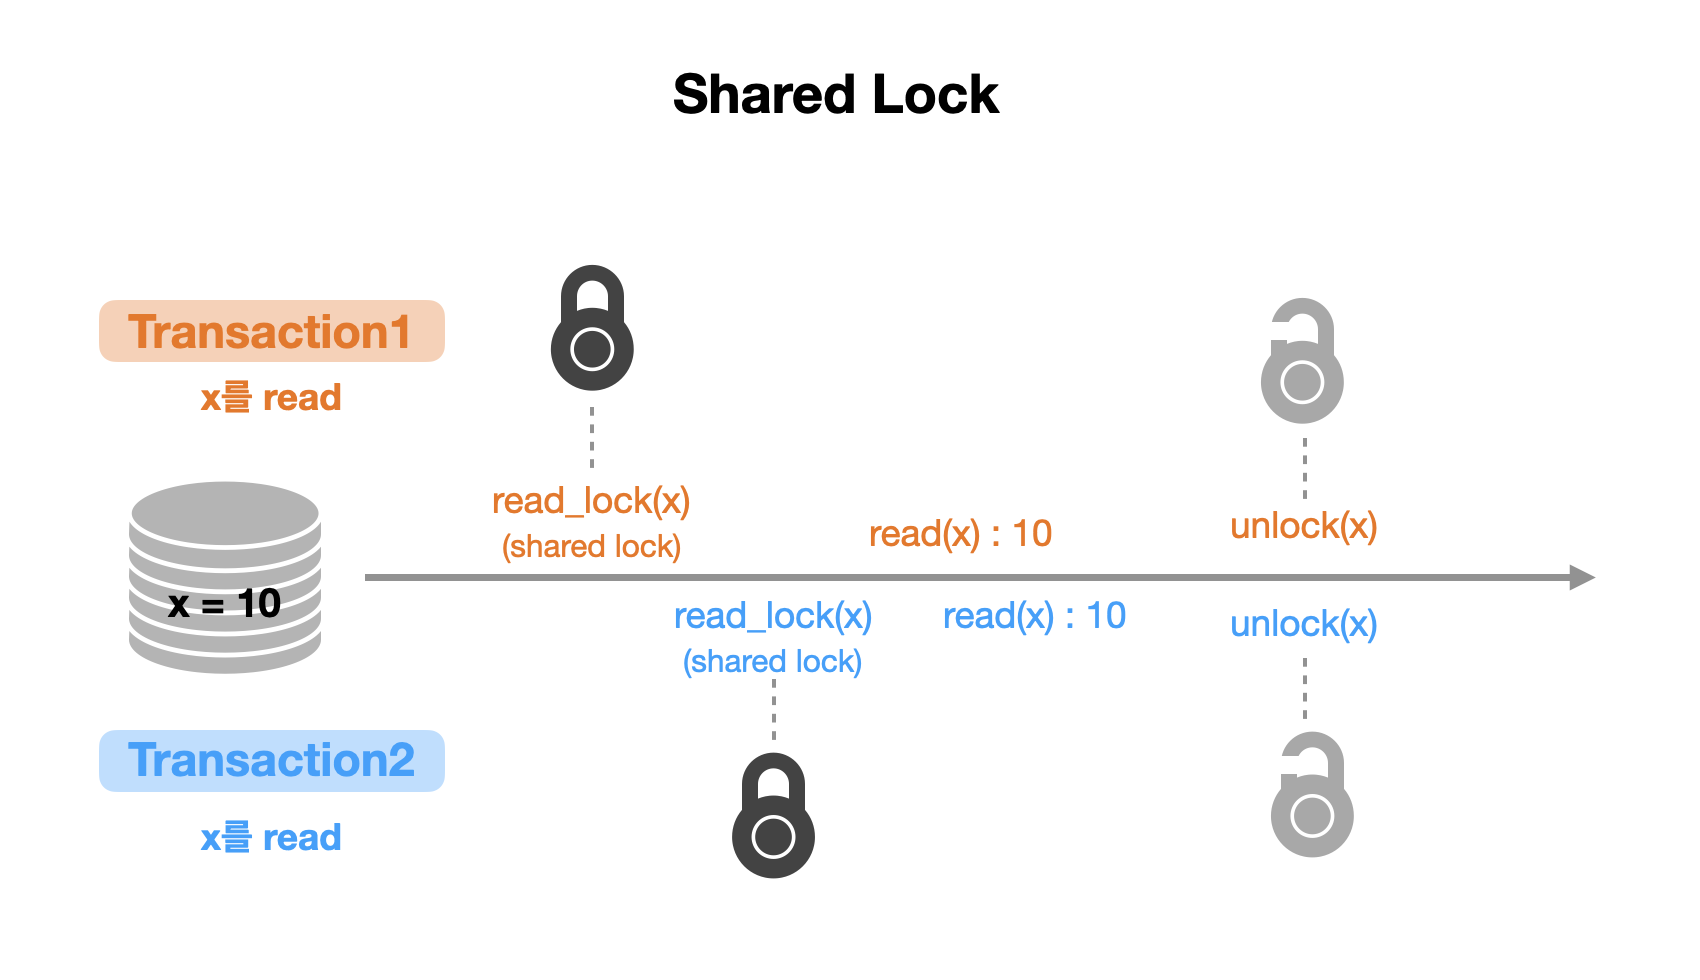 Shared Lock
Transaction1
x를 read
read_lock(x)
(shared lock)
read(x) : 10
unlock(x)
x = 10
read_lock(x)
(shared lock)
read(x) : 10
unlock(x)
Transaction2
x를 read